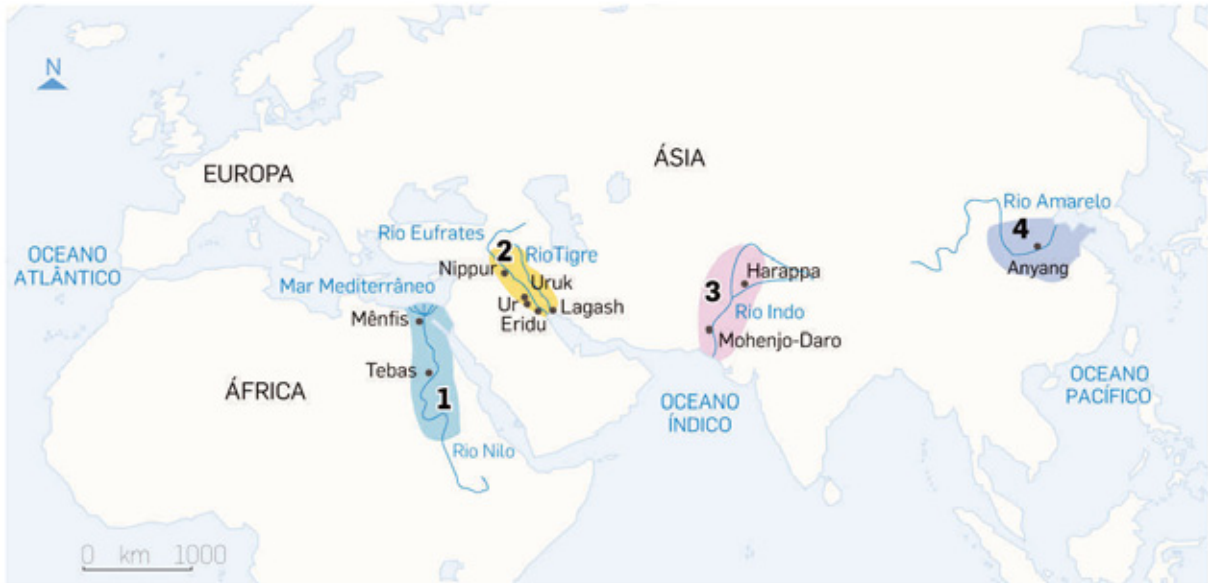 N
EUROPA
ÁSIA
OCEANO
ATLÂNTICO
Rio Eufrates
2
RioTigre
Nippur
Uruk
Ur
Eridu
Lagash
Mar Mediterrâneo
Mênfis
Tebas
1
ÁFRICA
Rio Nilo
Harappa
3
Rio Indo
Mohenjo-Daro
OCEANO
ÍNDICO
Rio Amarelo
4
Anyang
OCEANO
PACÍFICO
0 km 1000